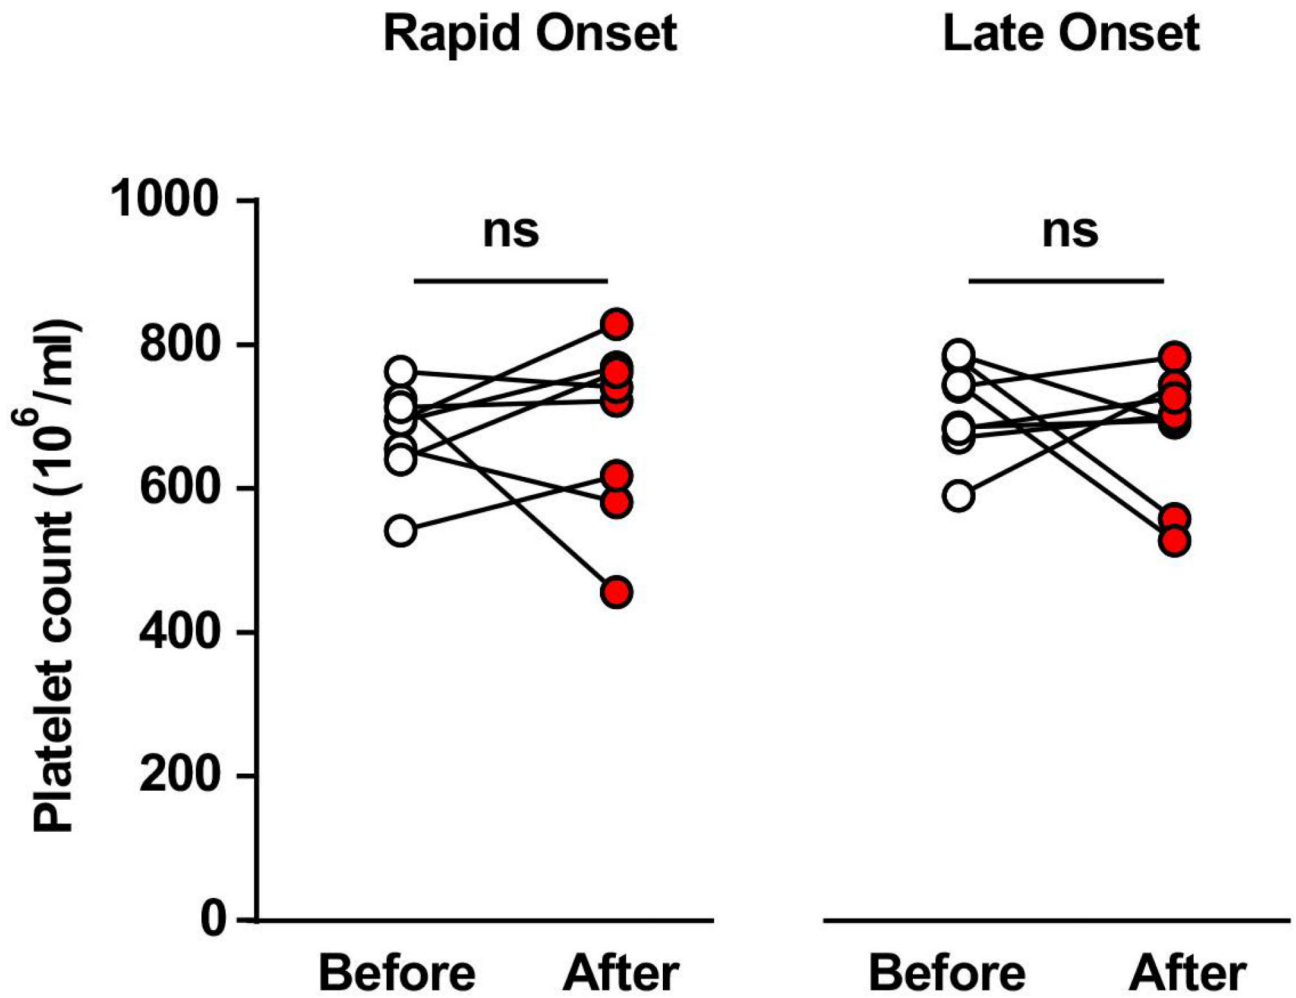 Rapid Onset
Late Onset
Platelet count (10⁶/ml)
1000
800
600
400
200
0
ns
ns
Before
After
Before
After